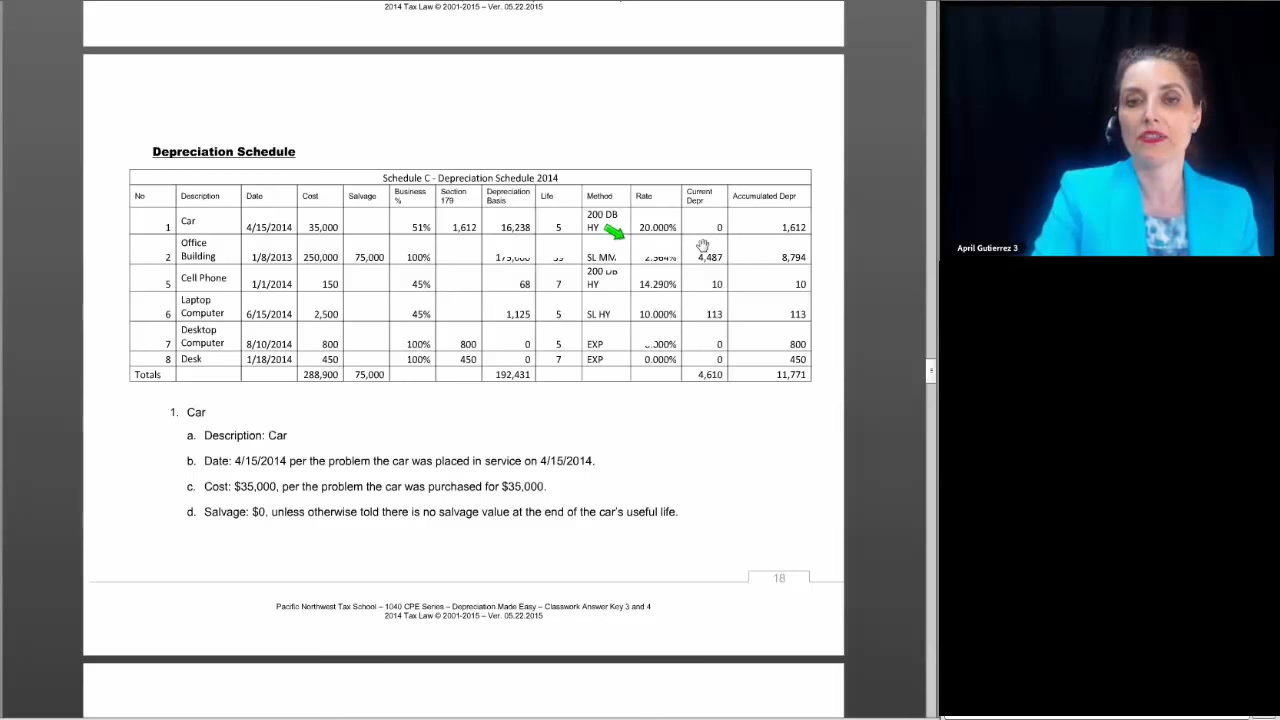 2014 Tax Law © 2001-2015 – Ver. 05.22.2015
Depreciation Schedule
Schedule C - Depreciation Schedule 2014
No Description Date Cost Salvage Business % Section 179 Depreciation Basis Life Method Rate Current Depr Accumulated Depr
1 Car 4/15/2014 35,000 51% 1,612 16,238 5 200 DB HY 20.000% 0 1,612
2 Office Building 1/8/2013 250,000 75,000 100% SL MM 4,487 8,794
5 Cell Phone 1/1/2014 150 45% 68 7 200 DB HY 14.290% 10 10
6 Laptop Computer 6/15/2014 2,500 45% 1,125 5 SL HY 10.000% 113 113
7 Desktop Computer 8/10/2014 800 100% 800 0 5 EXP 0 800
8 Desk 1/18/2014 450 100% 450 0 7 EXP 0.000% 0 450
Totals 288,900 75,000 192,431 4,610 11,771
1. Car
a. Description: Car
b. Date: 4/15/2014 per the problem the car was placed in service on 4/15/2014.
c. Cost: $35,000, per the problem the car was purchased for $35,000.
d. Salvage: $0, unless otherwise told there is no salvage value at the end of the car's useful life.
18
Pacific Northwest Tax School – 1040 CPE Series – Depreciation Made Easy – Classwork Answer Key 3 and 4
2014 Tax Law © 2001-2015 – Ver. 05.22.2015
April Gutierrez 3